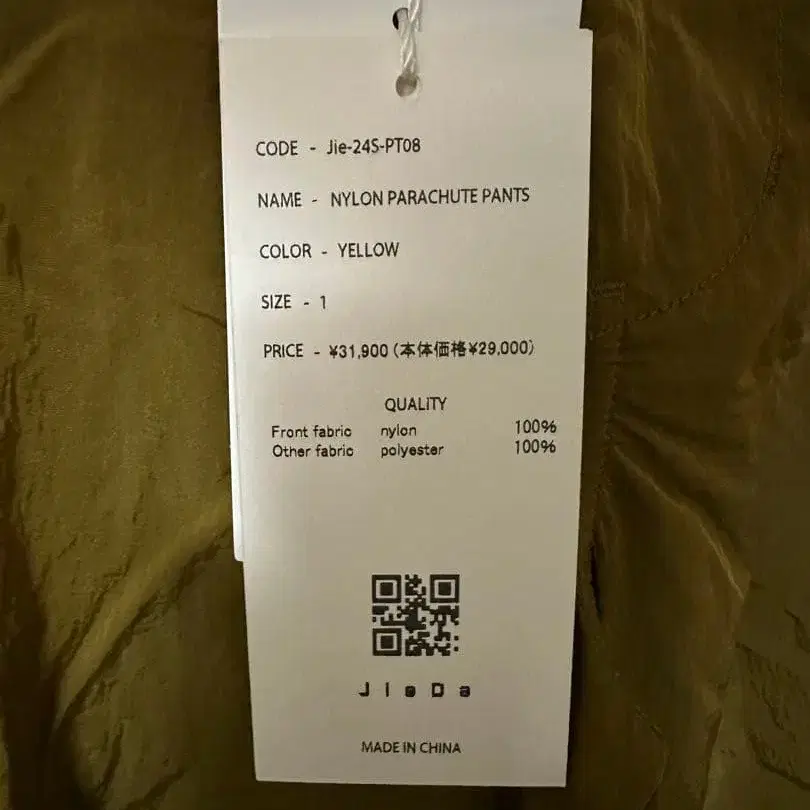 CODE - Jie-24S-PT08
NAME - NYLON PARACHUTE PANTS
COLOR - YELLOW
SIZE - 1
PRICE - ¥31,900 (本体価格¥29,000)
QUALITY
Front fabric nylon 100%
Other fabric polyester 100%
JieDa
MADE IN CHINA